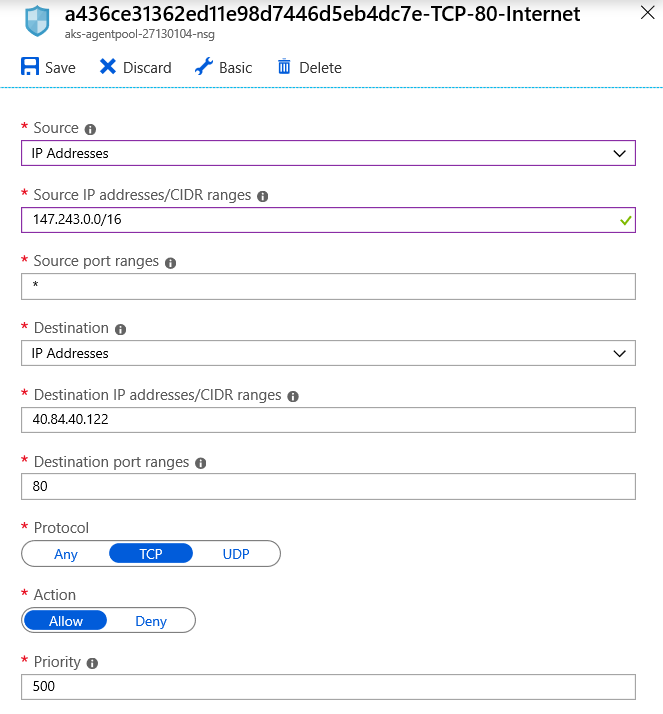 a436ce31362ed11e98d7446d5eb4dc7e-TCP-80-Internet
aks-agentpool-27130104-nsg
Save Discard Basic Delete
* Source
IP Addresses
* Source IP addresses/CIDR ranges
147.243.0.0/16
* Source port ranges
*
* Destination
IP Addresses
* Destination IP addresses/CIDR ranges
40.84.40.122
* Destination port ranges
80
* Protocol
Any TCP UDP
* Action
Allow Deny
* Priority
500